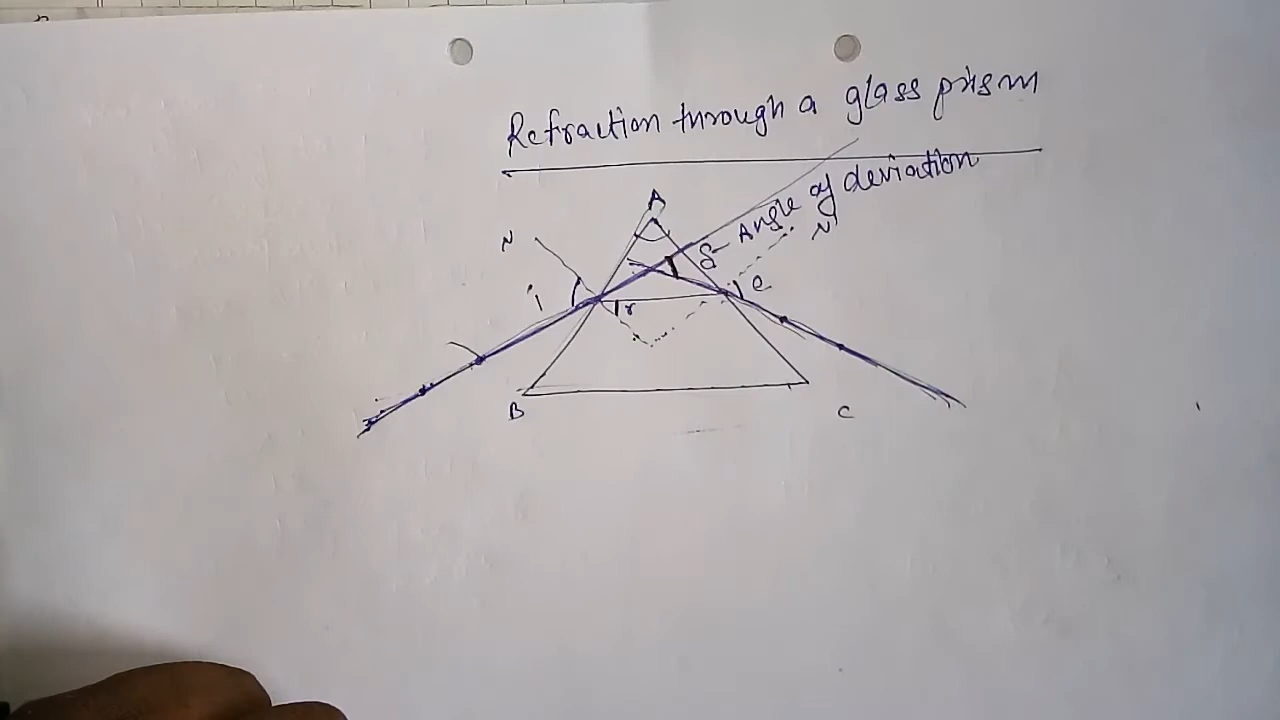 Refraction through a glass prism
A
N
δ - Angle of deviation
N'
i
r
e
B
C